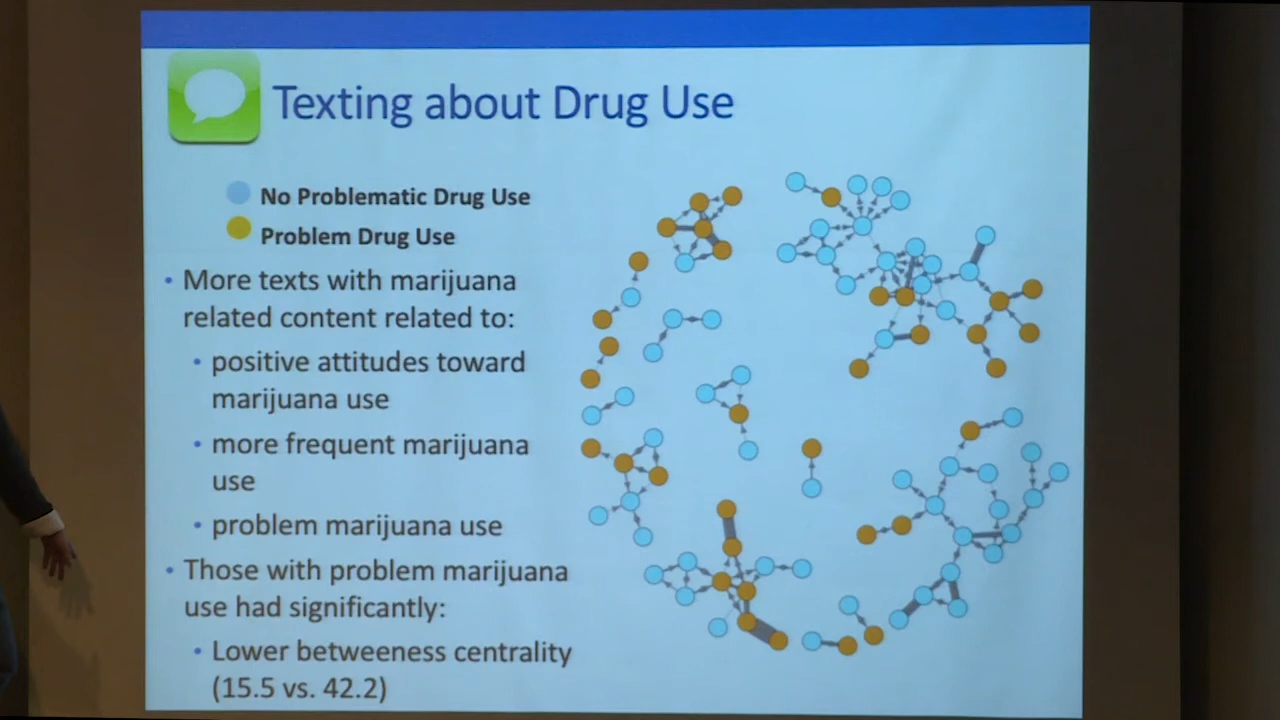 Texting about Drug Use
No Problematic Drug Use
Problem Drug Use
• More texts with marijuana
related content related to:
• positive attitudes toward
marijuana use
• more frequent marijuana
use
• problem marijuana use
• Those with problem marijuana
use had significantly:
• Lower betweeness centrality
(15.5 vs. 42.2)